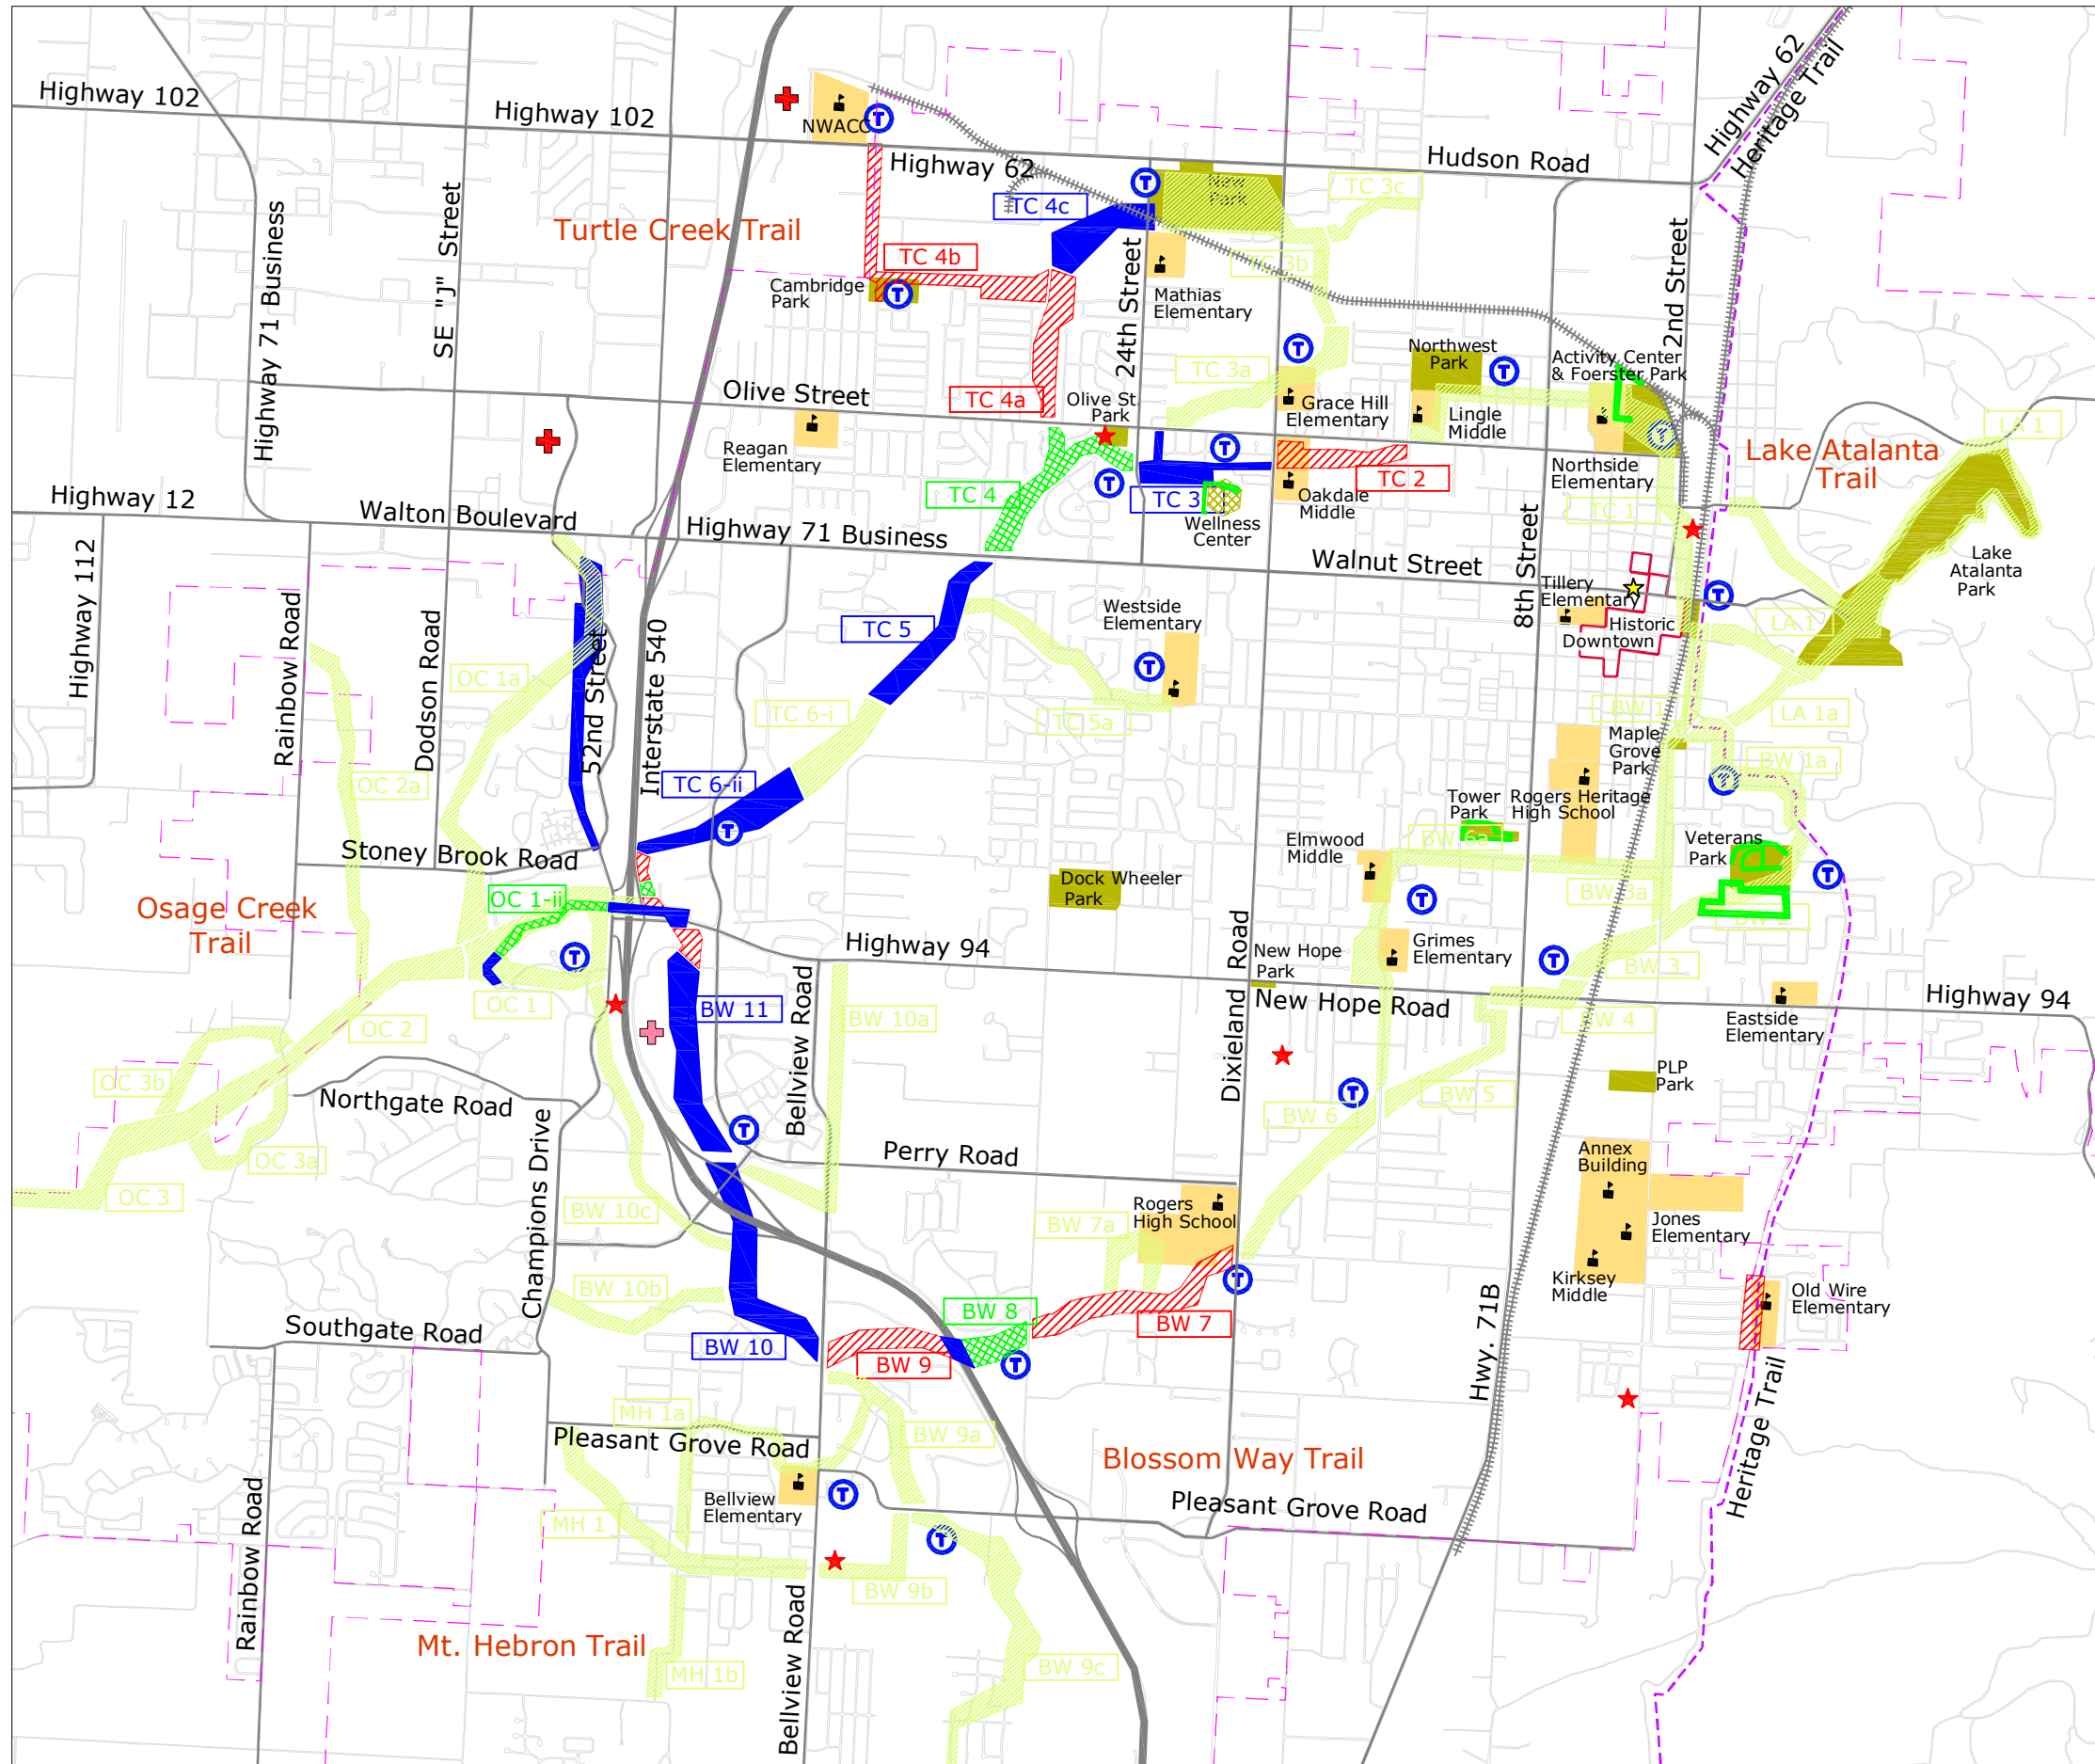 Highway 102
Highway 102
NWACC
T
Highway 62
Hudson Road
Highway 62
Heritage Trail
Turtle Creek Trail
TC 4c
T
New
Park
TC 3c
TC 4b
TC 3b
Cambridge
Park
T
Mathias
Elementary
Highway 71 Business
SE "J" Street
24th Street
2nd Street
T
Northwest
Park
T
Activity Center
& Foerster Park
TC 3a
Olive Street
TC 4a
Olive St.
Park
Grace Hill
Elementary
Lingle
Middle
LA 1
Reagan
Elementary
T
T
Lake Atalanta
Trail
Northside
Elementary
TC 2
Highway 12
Walton Boulevard
TC 4
T
TC 3
Oakdale
Middle
Wellness
Center
TC 1
Highway 71 Business
Walnut Street
8th Street
Lake
Atalanta
Park
Highway 112
Tillery
Elementary
T
Westside
Elementary
TC 5
Historic
Downtown
LA 1
Rainbow Road
Dodson Road
52nd Street
Interstate 540
OC 1a
T
TC 6-i
TC 5a
BW 1
LA 1a
Maple
Grove
Park
BW 1a
OC 2a
TC 6-ii
T
T
Tower
Park
Rogers Heritage
High School
Stoney Brook Road
Elmwood
Middle
BW 6a
Veterans
Park
T
Dock Wheeler
Park
OC 1-ii
BW 3a
T
Osage Creek
Trail
BW 2
Highway 94
Road
New Hope
Park
Grimes
Elementary
T
BW 3
T
OC 1
BW 11
Bellview Road
BW 10a
Dixieland
New Hope Road
BW 4
Eastside
Elementary
Highway 94
OC 2
PLP
Park
OC 3b
Northgate Road
T
BW 6
BW 5
T
Champions Drive
Perry Road
Annex
Building
OC 3a
OC 3
BW 10c
BW 7a
Rogers
High School
Jones
Elementary
T
Kirksey
Middle
Old Wire
Elementary
BW 10b
BW 8
BW 7
Southgate Road
BW 10
BW 9
T
Hwy. 71B
Heritage Trail
MH 1a
Pleasant Grove Road
BW 9a
Blossom Way Trail
Bellview
Elementary
T
Pleasant Grove Road
MH 1
T
Rainbow Road
BW 9b
Bellview Road
Mt. Hebron Trail
MH 1b
BW 9c